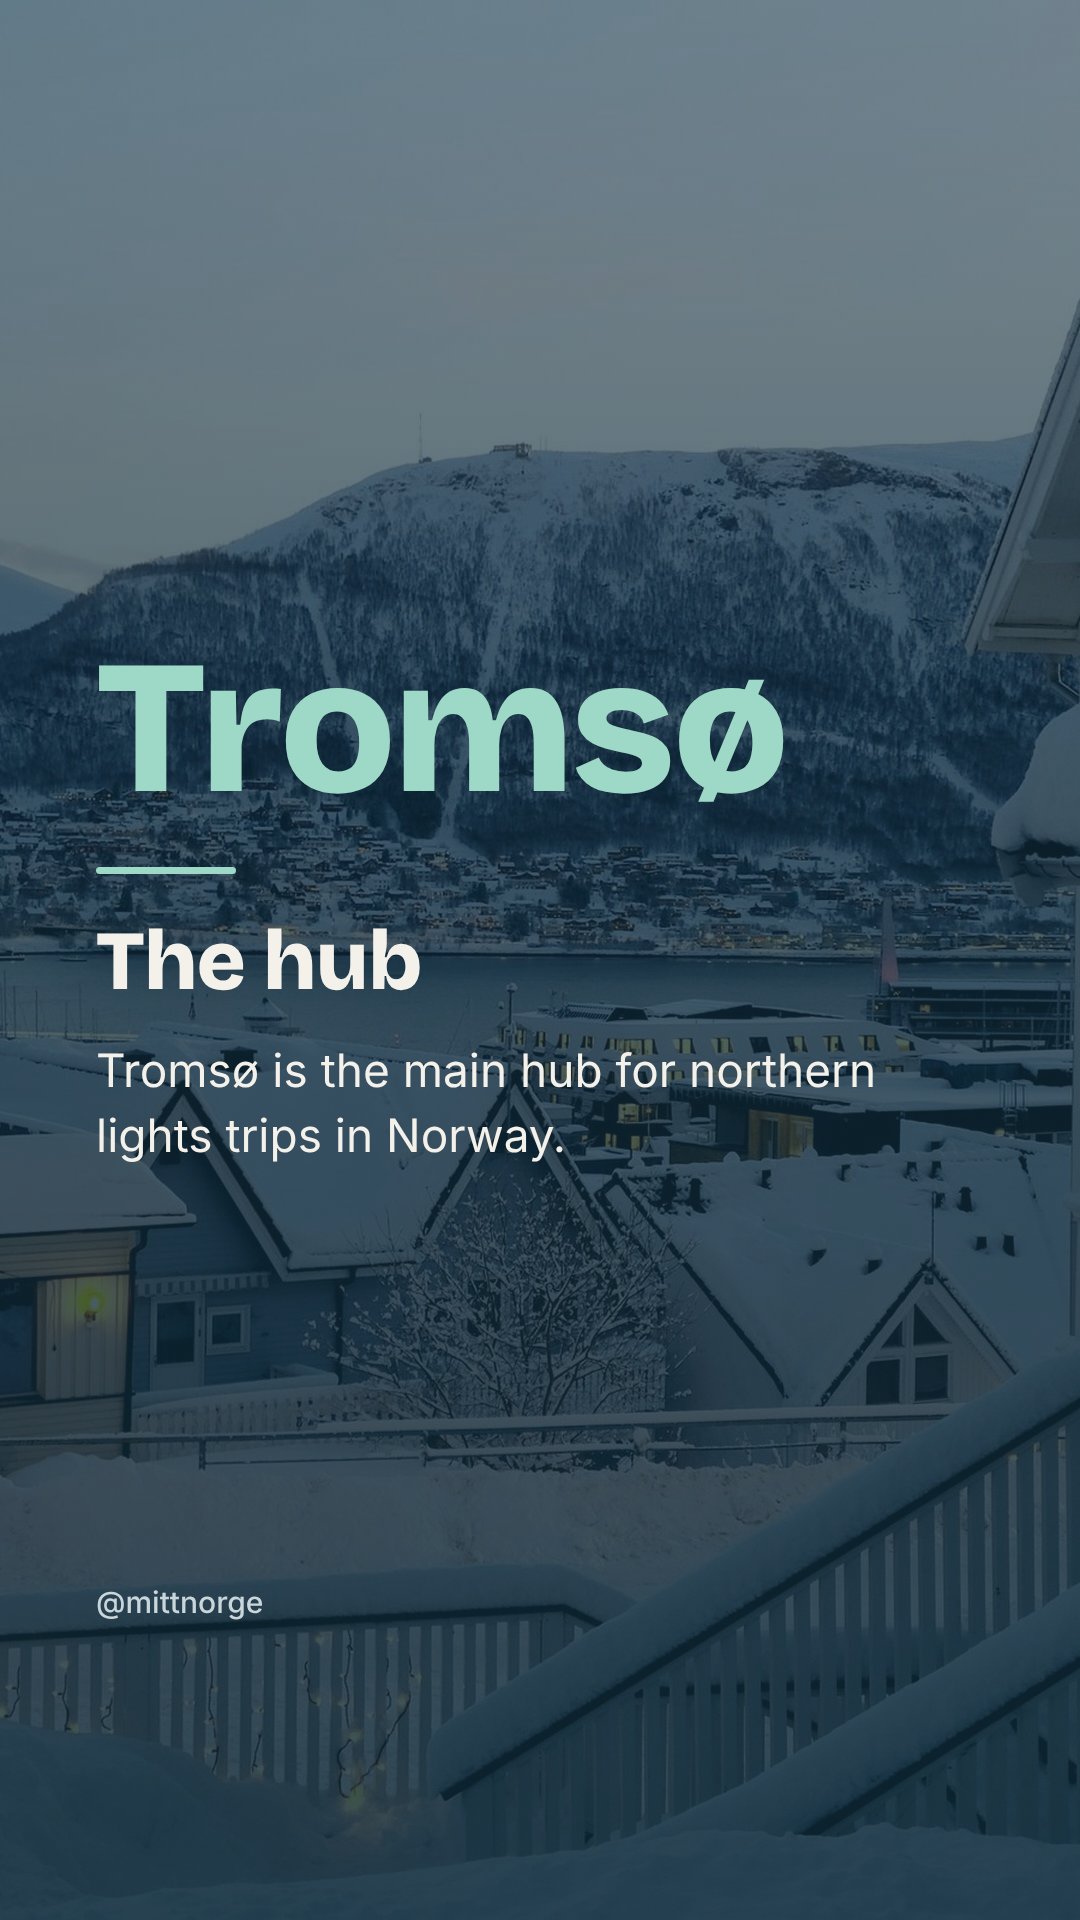 Tromsø
The hub
Tromsø is the main hub for northern
lights trips in Norway.
@mittnorge